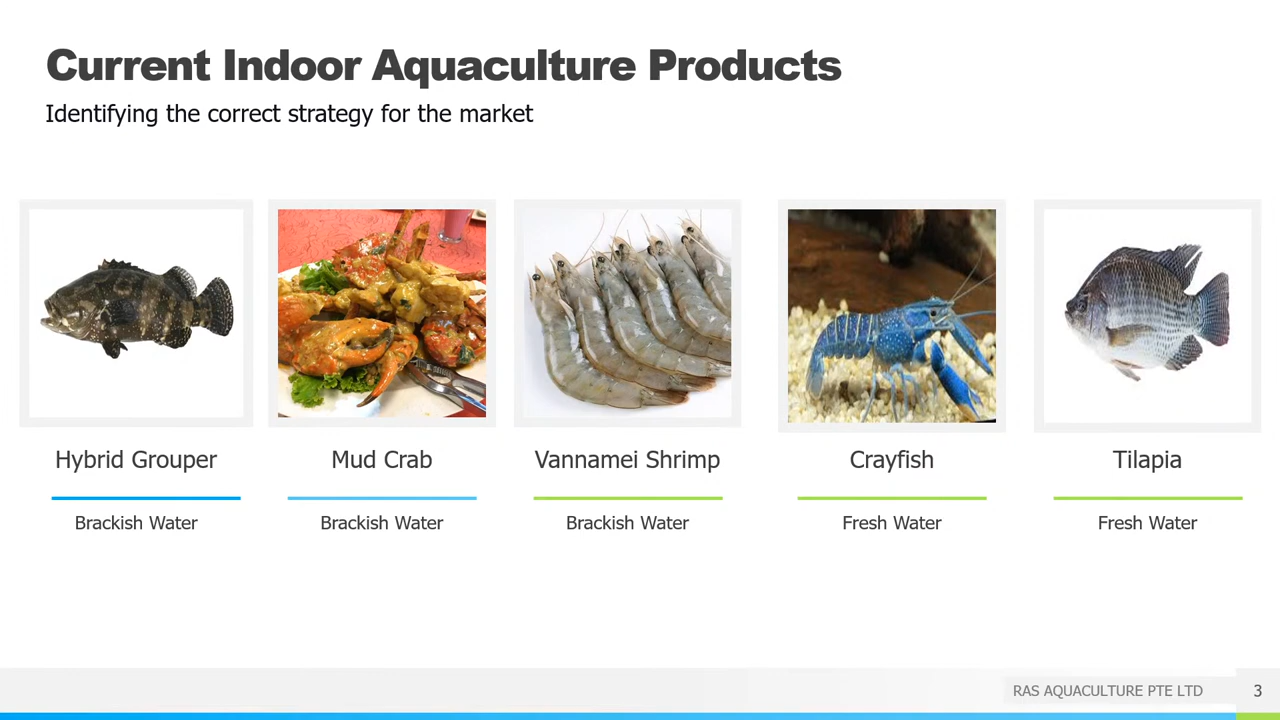 Current Indoor Aquaculture Products
Identifying the correct strategy for the market
Hybrid Grouper
Mud Crab
Vannamei Shrimp
Crayfish
Tilapia
Brackish Water
Brackish Water
Brackish Water
Fresh Water
Fresh Water
RAS AQUACULTURE PTE LTD
3